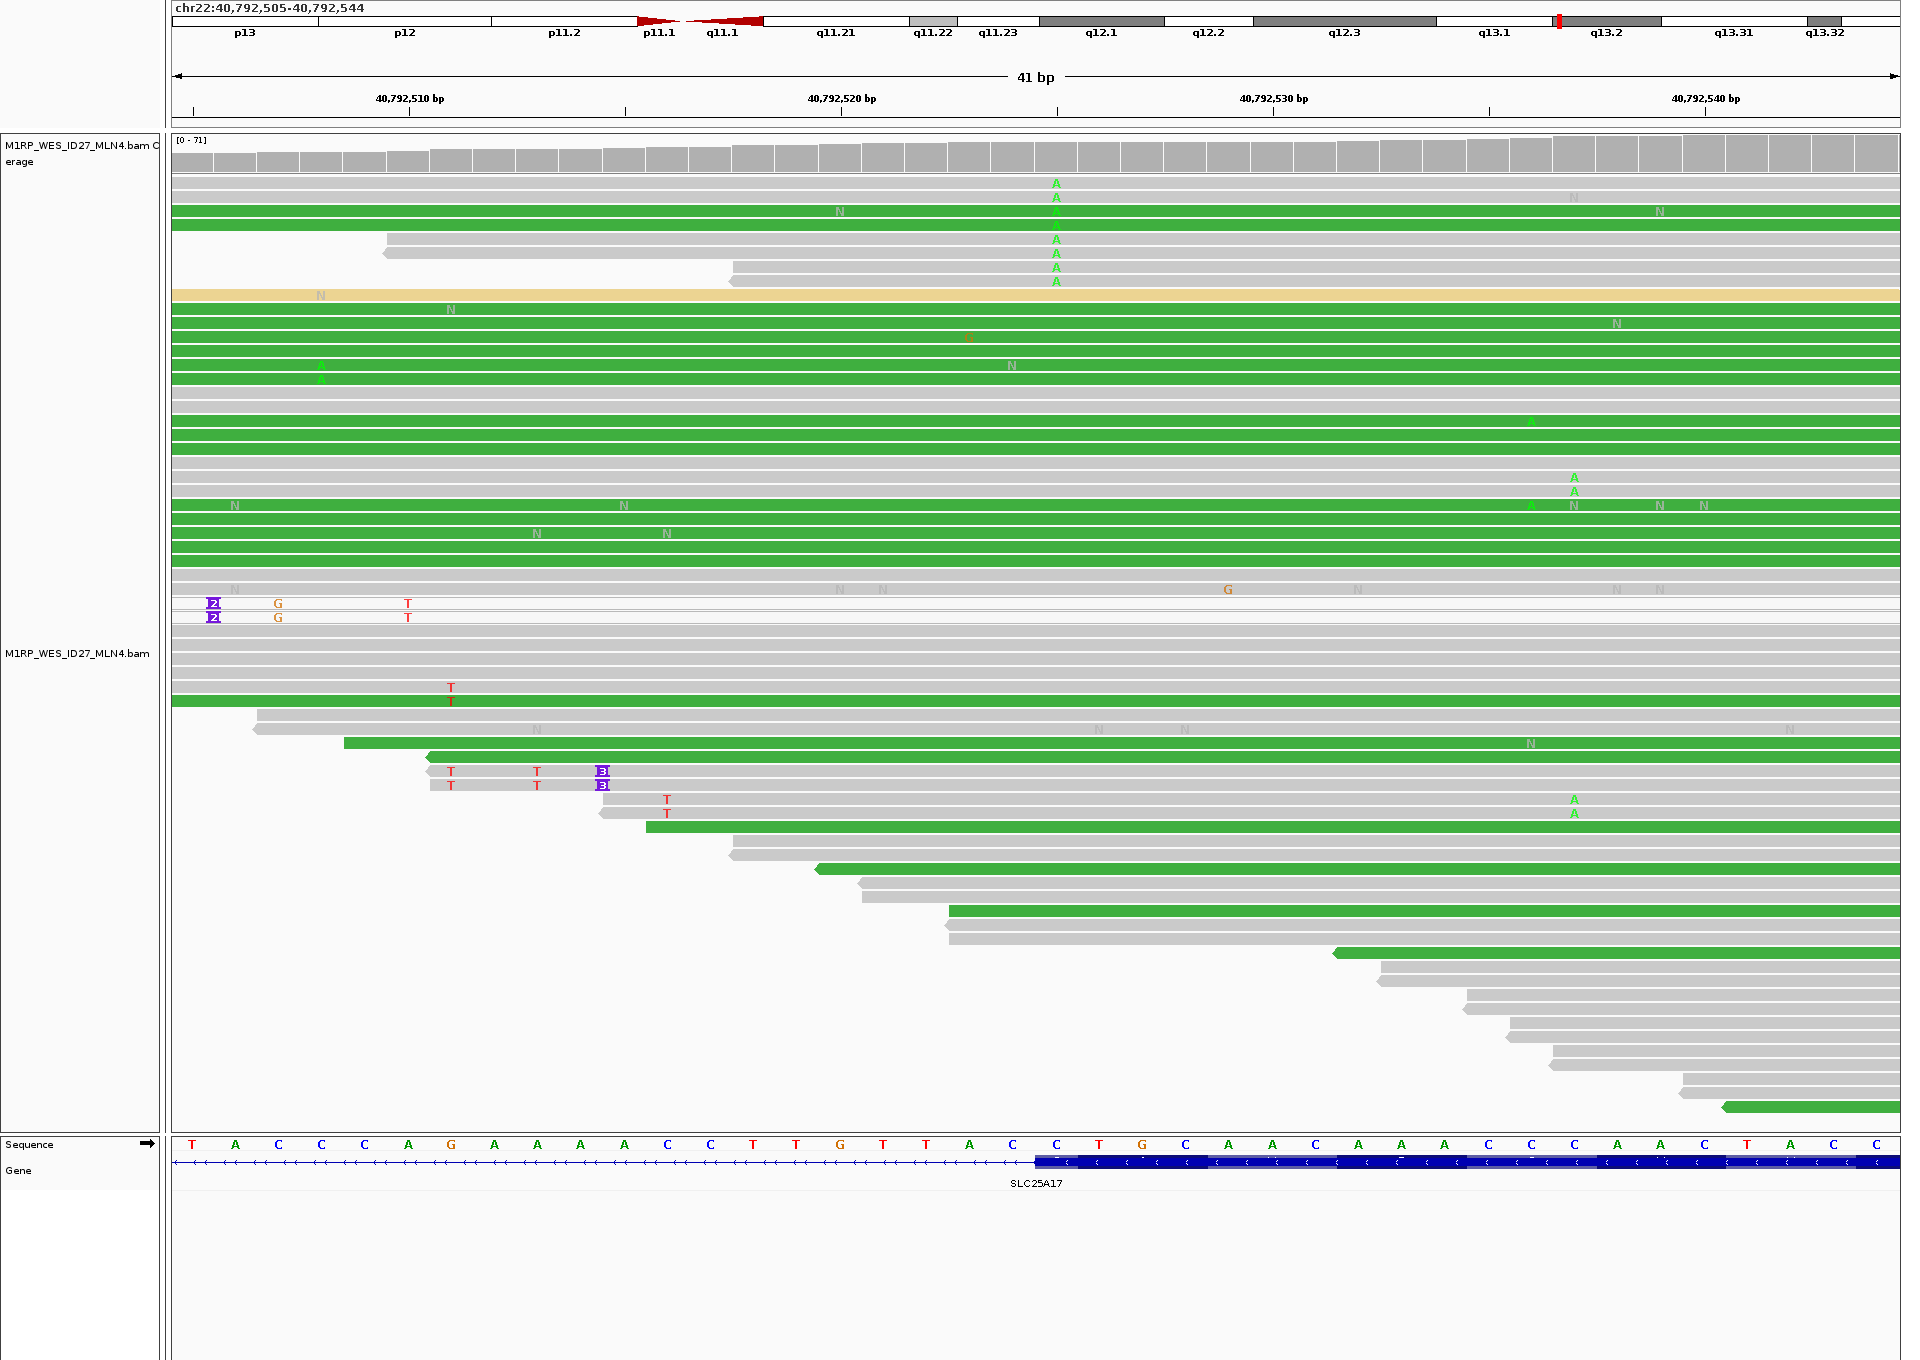 chr22:40,792,505-40,792,544
p13 p12 p11.2 p11.1 q11.1 q11.21 q11.22 q11.23 q12.1 q12.2 q12.3 q13.1 q13.2 q13.31 q13.32
41 bp
40,792,510 bp 40,792,520 bp 40,792,530 bp 40,792,540 bp
M1RP_WES_ID27_MLN4.bam C
erage
[0 - 71]
A
A N
N A N
A
A
A
A
A
N
N
N
A N
A
A
A
A
N N A N N N
N N
N N N G N N N
2 G T
2 G T
M1RP_WES_ID27_MLN4.bam
T
T
N N N N
N
T T 3
T T 3
T A
T A
Sequence T A C C C A G A A A A C C T T G T T A C C T G C A A C A A A C C C A A C T A C C
Gene
SLC25A17